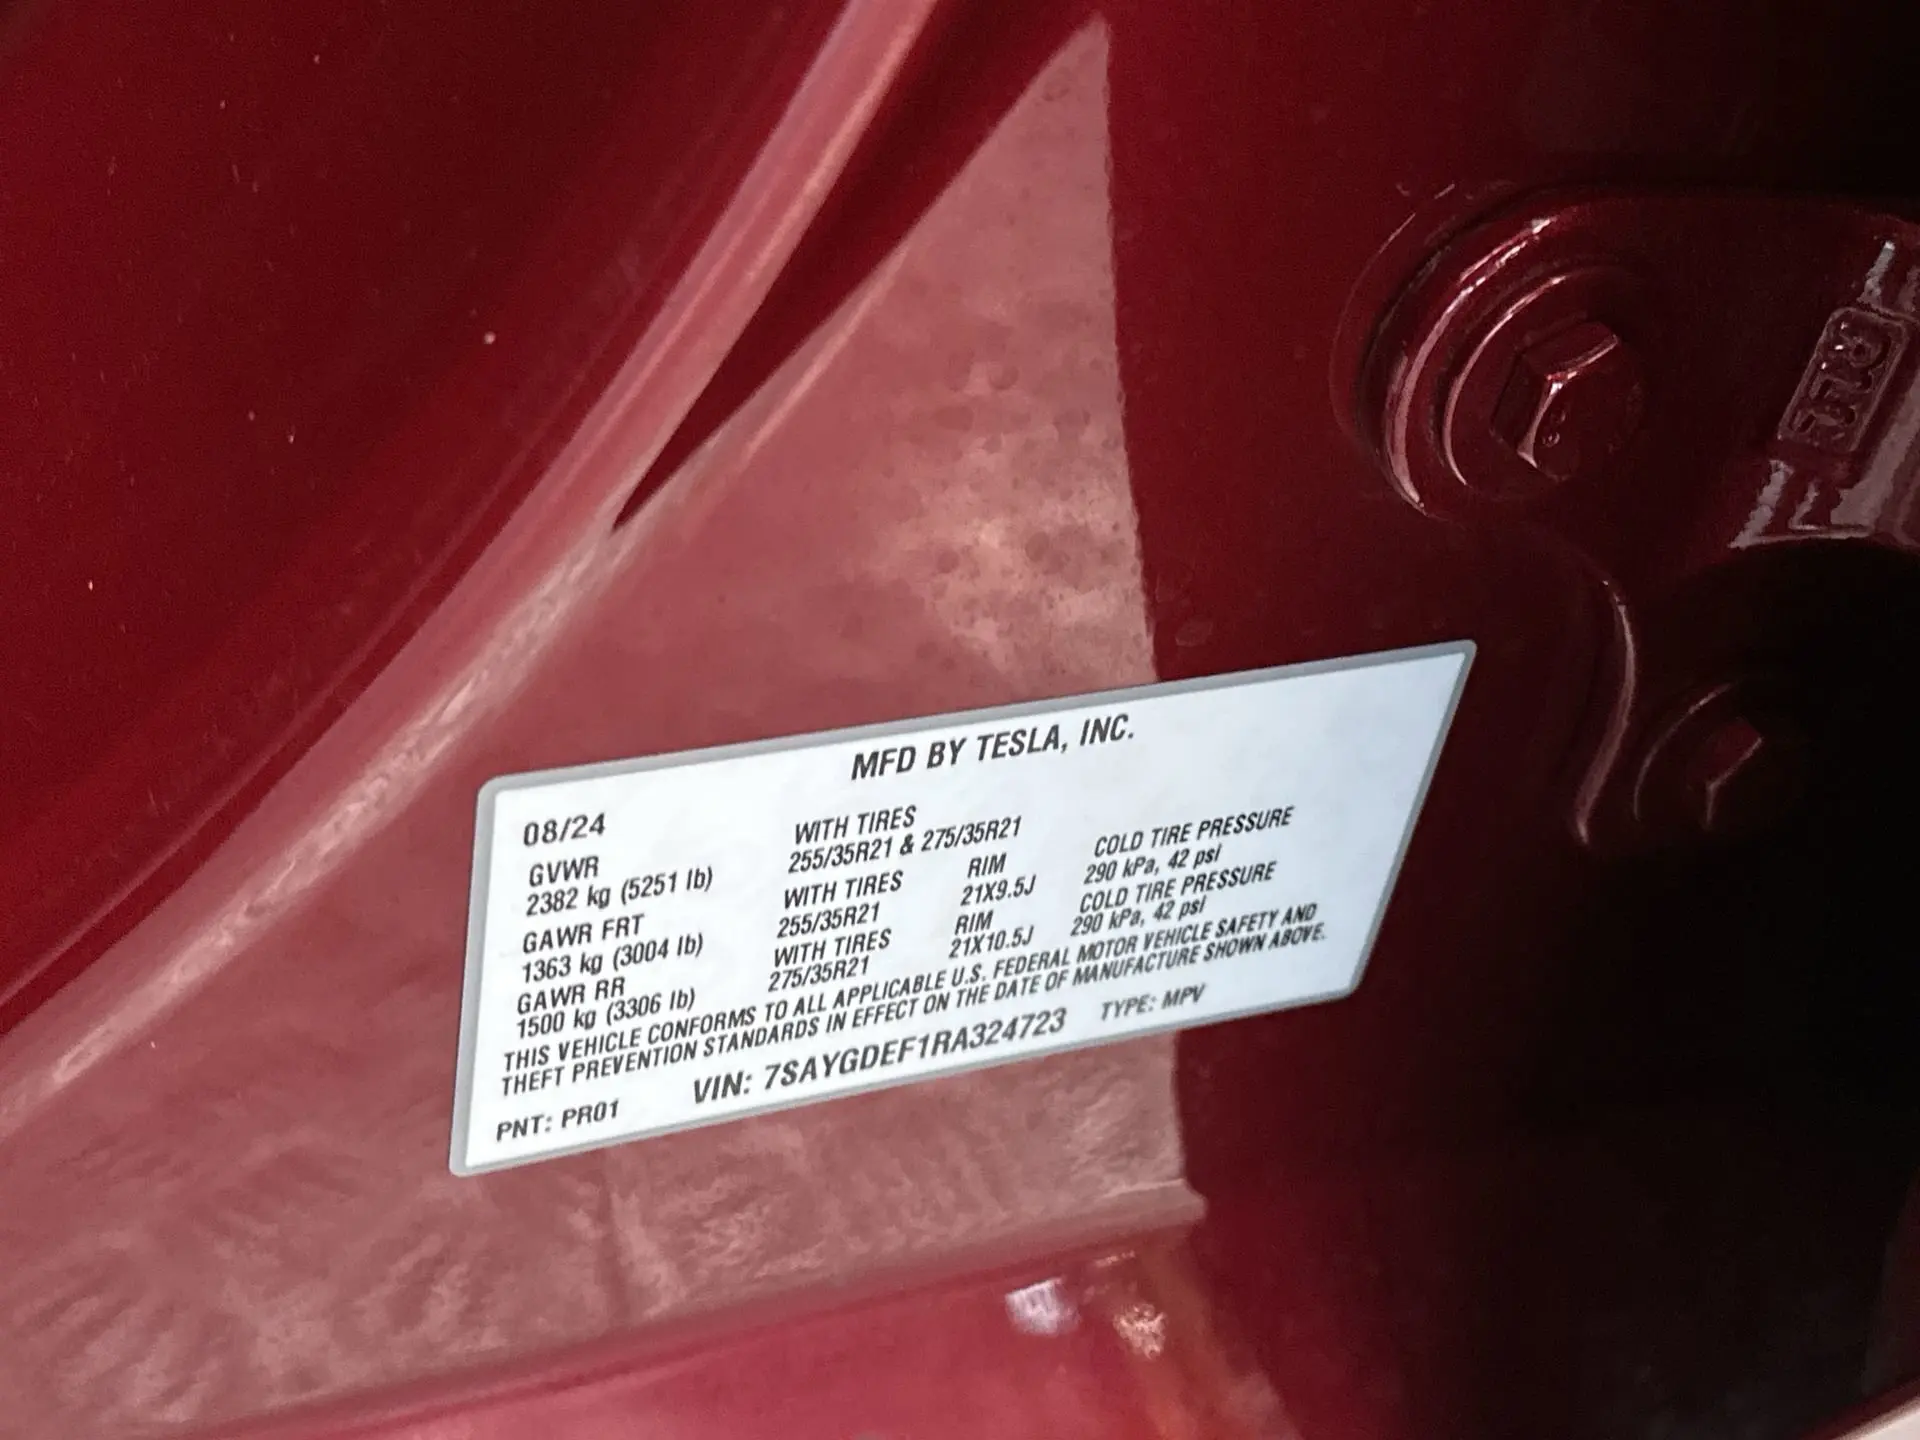 MFD BY TESLA, INC.
08/24
GVWR
2382 kg (5251 lb)
WITH TIRES
255/35R21 & 275/35R21
GAWR FRT
1363 kg (3004 lb)
WITH TIRES
255/35R21
RIM
21X9.5J
COLD TIRE PRESSURE
290 kPa, 42 psi
GAWR RR
1500 kg (3306 lb)
WITH TIRES
275/35R21
RIM
21X10.5J
COLD TIRE PRESSURE
290 kPa, 42 psi
THIS VEHICLE CONFORMS TO ALL APPLICABLE U.S. FEDERAL MOTOR VEHICLE SAFETY AND
THEFT PREVENTION STANDARDS IN EFFECT ON THE DATE OF MANUFACTURE SHOWN ABOVE.
VIN: 7SAYGDEF1RA324723 TYPE: MPV
PNT: PR01